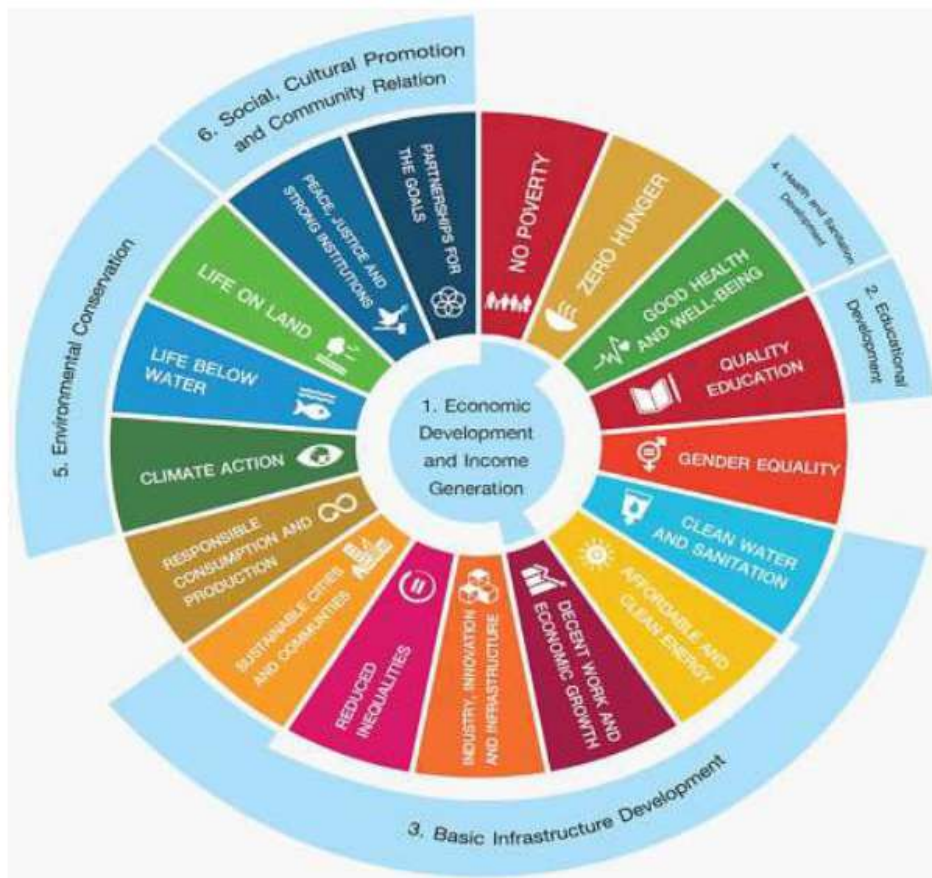 6. Social, Cultural Promotion
and Community Relation
4. Health and Sanitation
Development
2. Educational
Development
5. Environmental Conservation
3. Basic Infrastructure Development
1. Economic
Development
and Income
Generation
NO POVERTY
ZERO HUNGER
GOOD HEALTH
AND WELL-BEING
QUALITY
EDUCATION
GENDER EQUALITY
CLEAN WATER
AND SANITATION
AFFORDABLE AND
CLEAN ENERGY
DECENT WORK AND
ECONOMIC GROWTH
INDUSTRY, INNOVATION
AND INFRASTRUCTURE
REDUCED
INEQUALITIES
SUSTAINABLE CITIES
AND COMMUNITIES
RESPONSIBLE
CONSUMPTION AND
PRODUCTION
CLIMATE ACTION
LIFE BELOW
WATER
LIFE ON LAND
PEACE, JUSTICE AND
STRONG INSTITUTIONS
PARTNERSHIPS FOR
THE GOALS